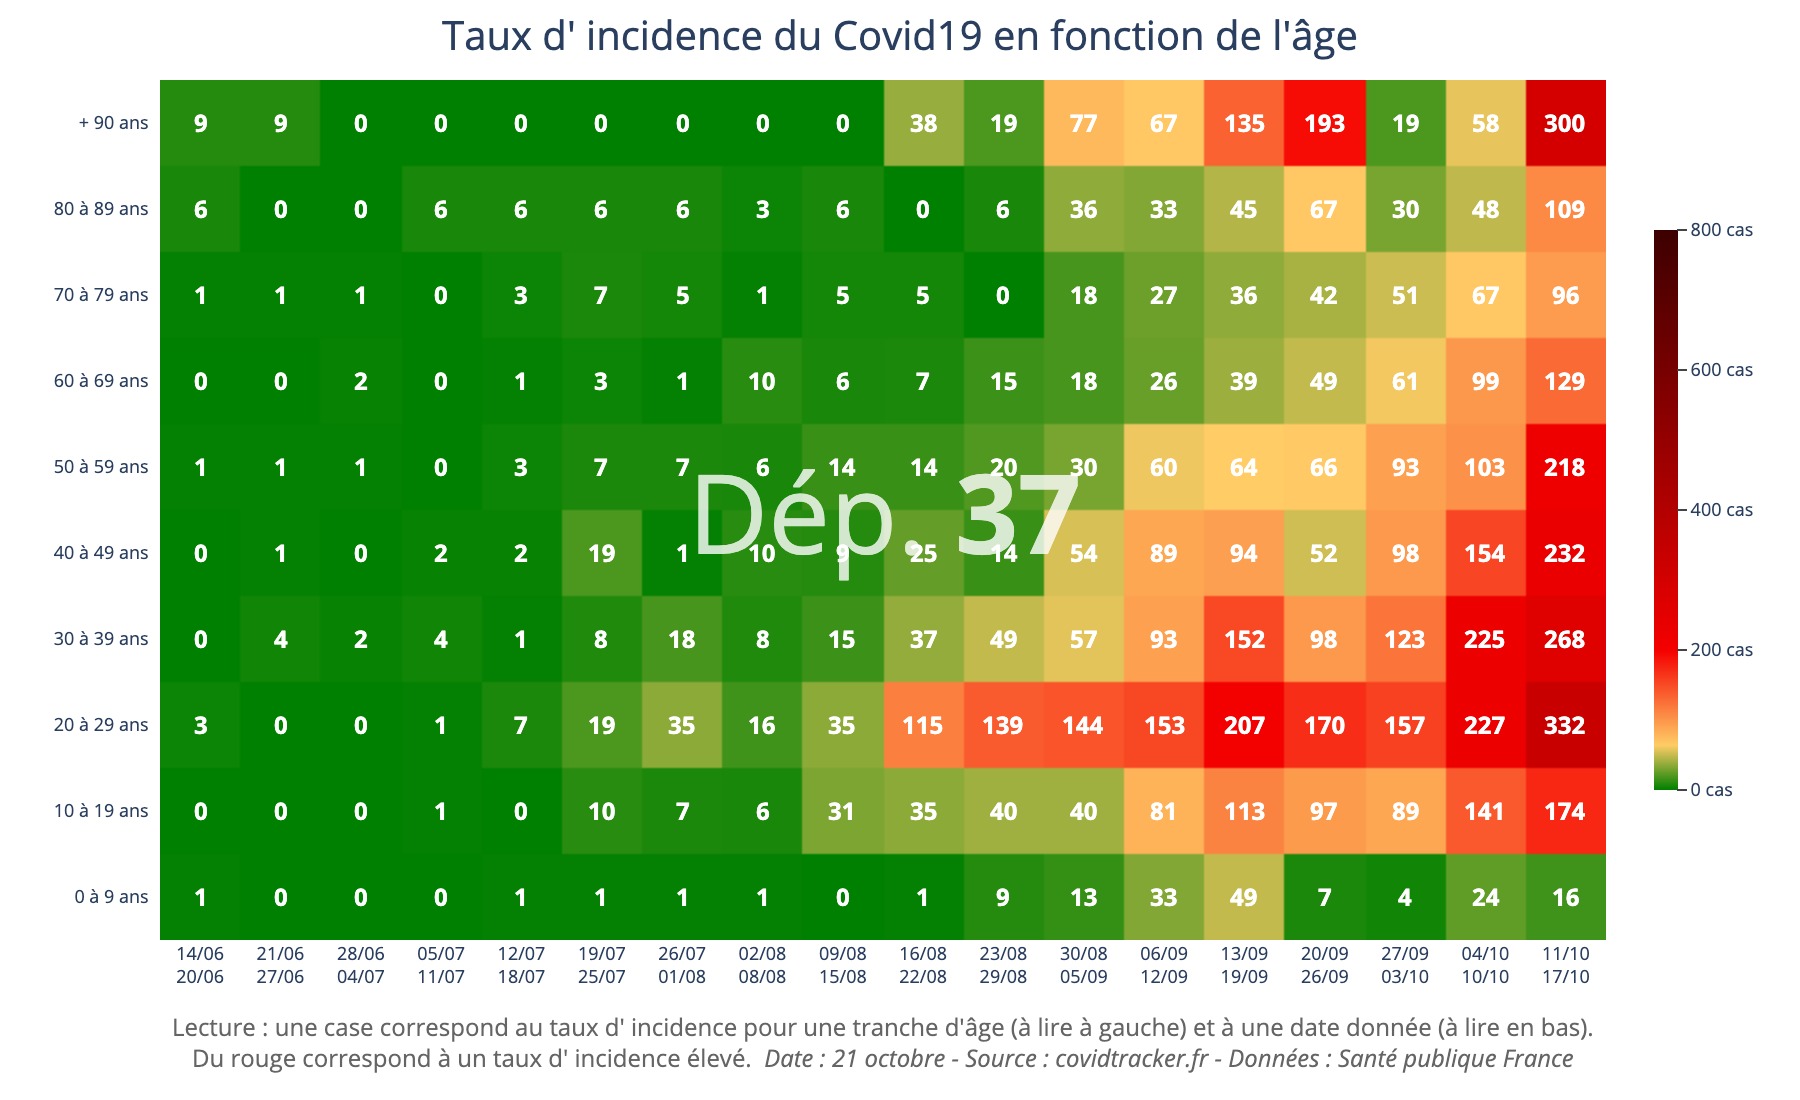 Taux d' incidence du Covid19 en fonction de l'âge
+ 90 ans 9 9 0 0 0 0 0 0 0 38 19 77 67 135 193 19 58 300
80 à 89 ans 6 0 0 6 6 6 6 3 6 0 6 36 33 45 67 30 48 109
70 à 79 ans 1 1 1 0 3 7 5 1 5 5 0 18 27 36 42 51 67 96
60 à 69 ans 0 0 2 0 1 3 1 10 6 7 15 18 26 39 49 61 99 129
50 à 59 ans 1 1 1 0 3 7 7 6 14 14 20 30 60 64 66 93 103 218
Dép. 37
40 à 49 ans 0 1 0 2 2 19 1 10 9 25 14 54 89 94 52 98 154 232
30 à 39 ans 0 4 2 4 1 8 18 8 15 37 49 57 93 152 98 123 225 268
20 à 29 ans 3 0 0 1 7 19 35 16 35 115 139 144 153 207 170 157 227 332
10 à 19 ans 0 0 0 1 0 10 7 6 31 35 40 40 81 113 97 89 141 174
0 à 9 ans 1 0 0 0 1 1 1 1 0 1 9 13 33 49 7 4 24 16
14/06 21/06 28/06 05/07 12/07 19/07 26/07 02/08 09/08 16/08 23/08 30/08 06/09 13/09 20/09 27/09 04/10 11/10
20/06 27/06 04/07 11/07 18/07 25/07 01/08 08/08 15/08 22/08 29/08 05/09 12/09 19/09 26/09 03/10 10/10 17/10
800 cas
600 cas
400 cas
200 cas
0 cas
Lecture : une case correspond au taux d' incidence pour une tranche d'âge (à lire à gauche) et à une date donnée (à lire en bas).
Du rouge correspond à un taux d' incidence élevé. Date : 21 octobre - Source : covidtracker.fr - Données : Santé publique France